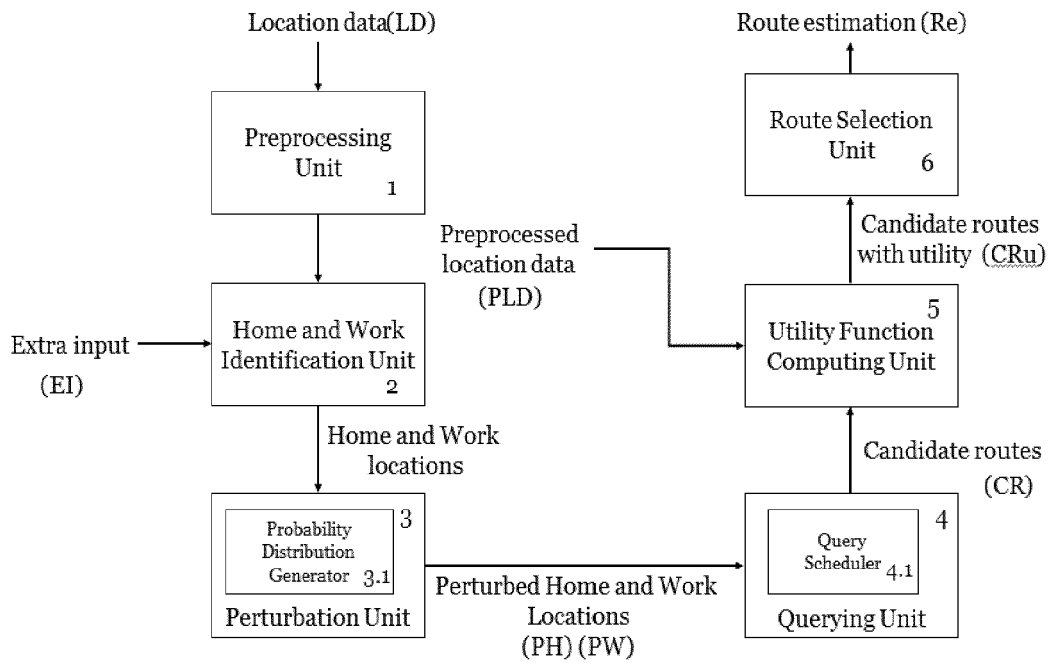 Location data(LD)
Preprocessing
Unit
1
Extra input
(EI)
Home and Work
Identification Unit
2
Home and Work
locations
3
Probability
Distribution
Generator
3.1
Perturbation Unit
Perturbed Home and Work
Locations
(PH) (PW)
4
Query
Scheduler
4.1
Querying Unit
Candidate routes
(CR)
Preprocessed
location data
(PLD)
5
Utility Function
Computing Unit
Candidate routes
with utility (CRu)
Route Selection
Unit
6
Route estimation (Re)